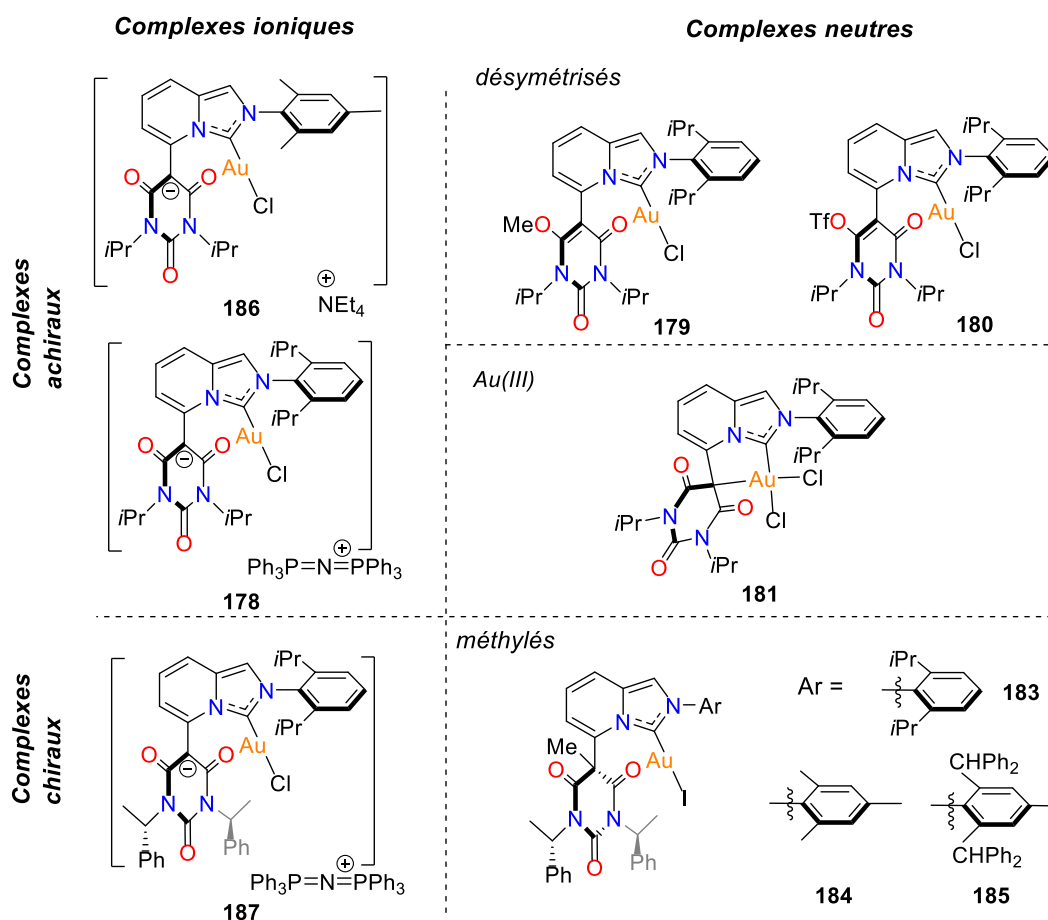 Complexes ioniques
Complexes neutres
Complexes achiraux
Complexes chiraux
désymétrisés
N
N
Au
Cl
O
O
⊖
N
N
iPr
iPr
O
186
⊕
NEt4
iPr
N
N
iPr
Au
Cl
O
O
⊖
N
N
iPr
iPr
O
⊕
Ph3P=N=PPh3
178
iPr
N
N
iPr
Au
Cl
MeO
O
N
N
iPr
iPr
O
179
iPr
N
N
iPr
Au
Cl
TfO
O
N
N
iPr
iPr
O
180
Au(III)
iPr
N
N
iPr
Au
Cl
Cl
O
O
N
N
iPr
iPr
O
181
iPr
N
N
iPr
Au
Cl
O
O
⊖
N
N
O
Ph
Ph
⊕
Ph3P=N=PPh3
187
méthylés
N
N
Ar
Me
Au
I
O
O
N
N
O
Ph
Ph
Ar =
iPr
iPr
183
184
CHPh2
CHPh2
185